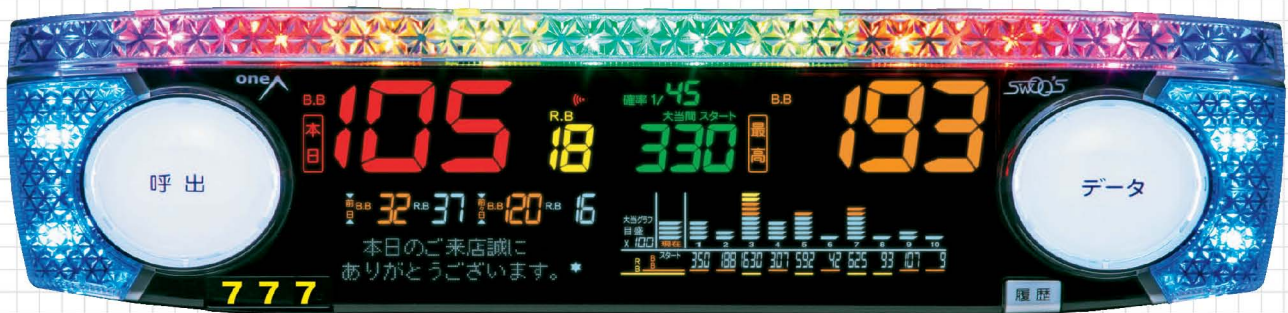 oneA
SWOO'S
B.B 105
本日
R.B 18
確率 1/45
大当間 スタート
330
B.B 193
最高
呼出
データ
前日 B.B 32 R.B 37 前々日 B.B 120 R.B 16
本日のご来店誠に
ありがとうございます。*
大当グラフ
目盛
X 100
現在 1 2 3 4 5 6 7 8 9 10
スタート 350 188 1630 307 592 42 625 93 107 9
B B
R B
777
履歴